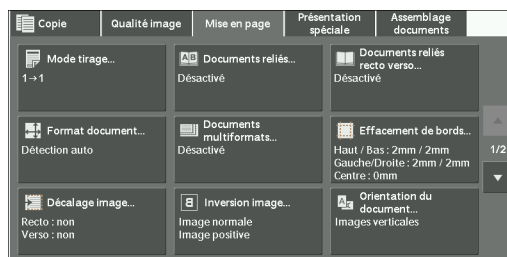 Copie
Qualité image
Mise en page
Présentation spéciale
Assemblage documents
Mode tirage...
1→1
AB Documents reliés...
Désactivé
Documents reliés recto verso...
Désactivé
Format document...
Détection auto
Documents multiformats...
Désactivé
Effacement de bords...
Haut / Bas : 2mm / 2mm
Gauche/Droite : 2mm / 2mm
Centre : 0mm
1/2
Décalage image...
Recto : non
Verso : non
Inversion image...
Image normale
Image positive
Orientation du document...
Images verticales